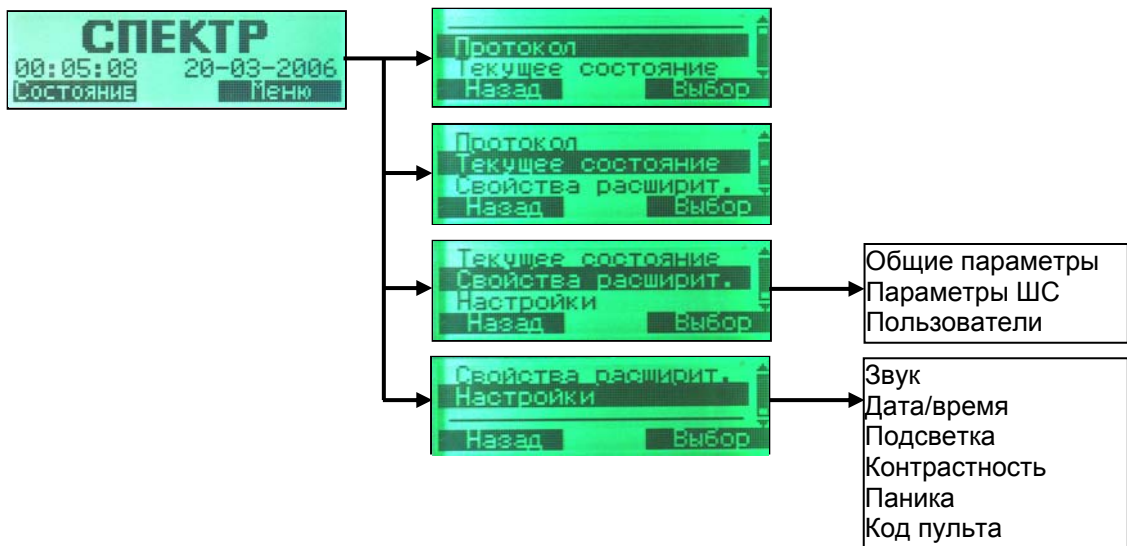 СПЕКТР
00:05:08 20-03-2006
Состояние Меню
Протокол
Текущее состояние
Назад Выбор
Протокол
Текущее состояние
Свойства расширит.
Назад Выбор
Текущее состояние
Свойства расширит.
Настройки
Назад Выбор
Общие параметры
Параметры ШС
Пользователи
Свойства расширит.
Настройки
Назад Выбор
Звук
Дата/время
Подсветка
Контрастность
Паника
Код пульта